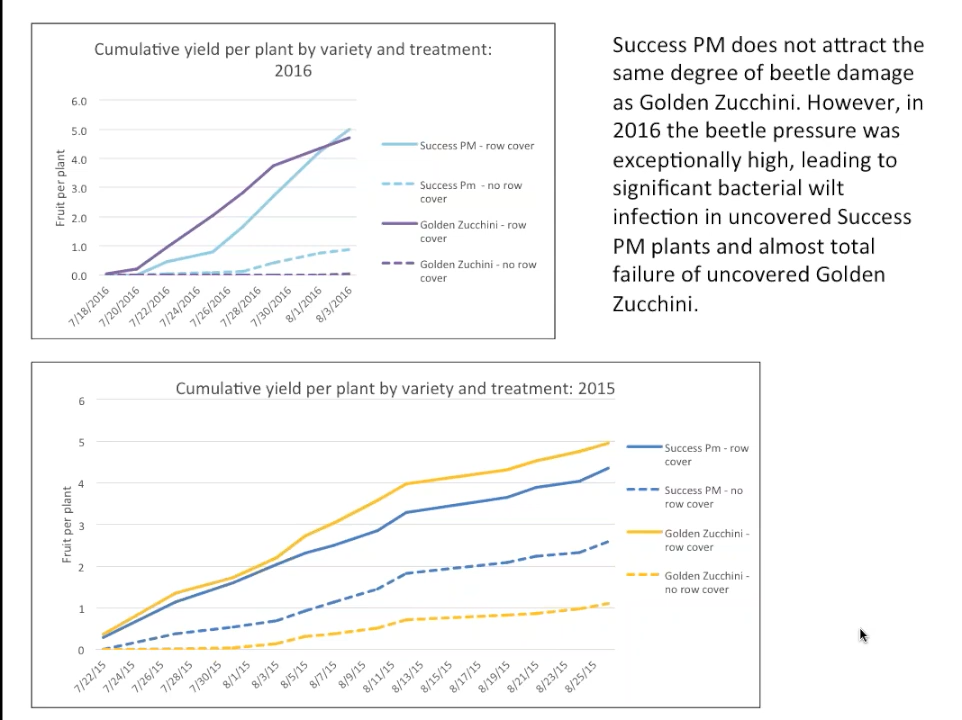 Cumulative yield per plant by variety and treatment:
2016
6.0
5.0
4.0
3.0
2.0
1.0
0.0
Fruit per plant
7/18/2016
7/20/2016
7/22/2016
7/24/2016
7/26/2016
7/28/2016
7/30/2016
8/1/2016
8/3/2016
Success PM - row cover
Success Pm - no row
cover
Golden Zucchini - row
cover
Golden Zuchini - no row
cover
Success PM does not attract the
same degree of beetle damage
as Golden Zucchini. However, in
2016 the beetle pressure was
exceptionally high, leading to
significant bacterial wilt
infection in uncovered Success
PM plants and almost total
failure of uncovered Golden
Zucchini.
Cumulative yield per plant by variety and treatment: 2015
6
5
4
3
2
1
0
Fruit per plant
7/22/15
7/24/15
7/26/15
7/28/15
7/30/15
8/1/15
8/3/15
8/5/15
8/7/15
8/9/15
8/11/15
8/13/15
8/15/15
8/17/15
8/19/15
8/21/15
8/23/15
8/25/15
Success Pm - row
cover
Success PM - no
row cover
Golden Zucchini -
row cover
Golden Zucchini -
no row cover